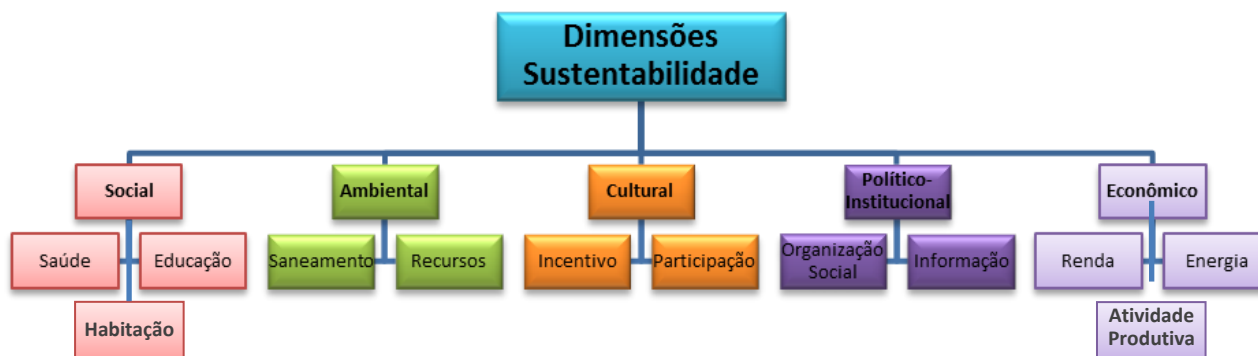 Dimensões
Sustentabilidade
Social
Ambiental
Cultural
Político-
Institucional
Econômico
Saúde
Educação
Saneamento
Recursos
Incentivo
Participação
Organização
Social
Informação
Renda
Energia
Habitação
Atividade
Produtiva